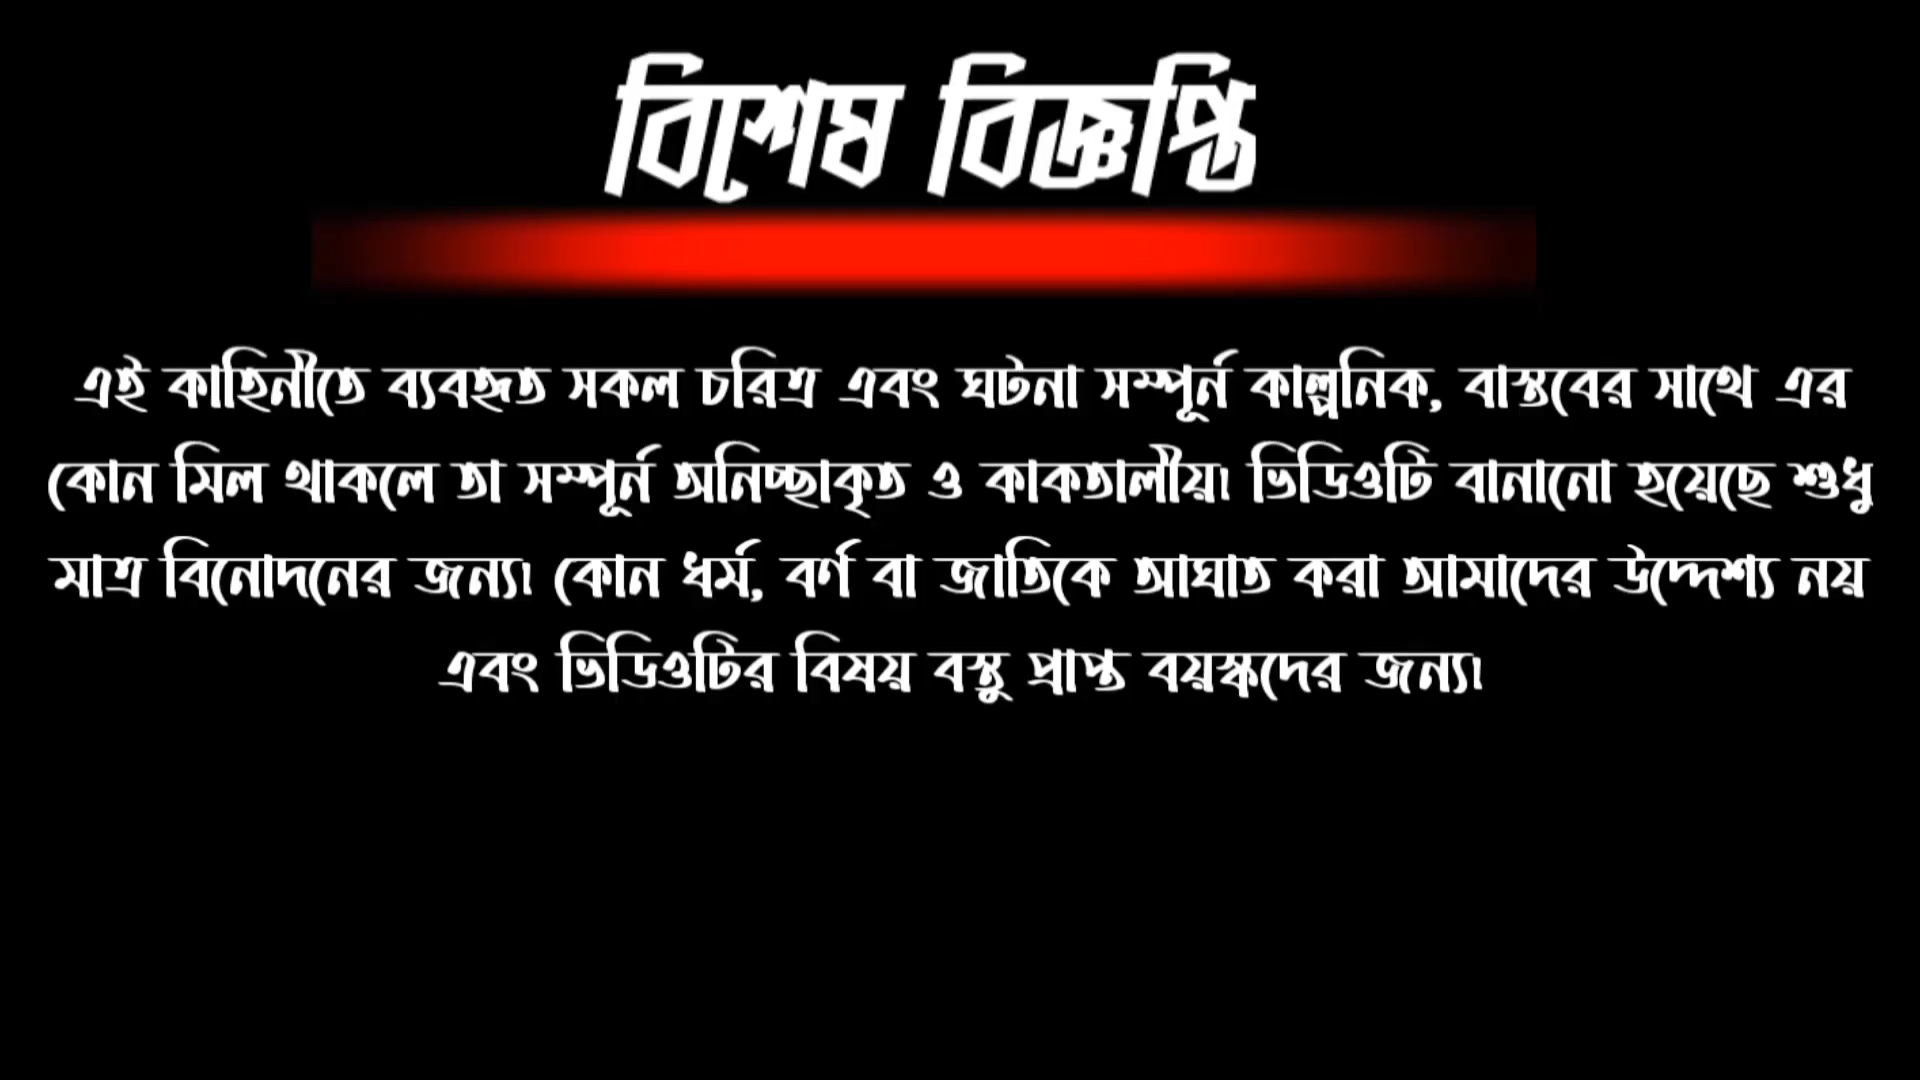 বিশেষ বিজ্ঞপ্তি
এই কাহিনীতে ব্যবহৃত সকল চরিত্র এবং ঘটনা সম্পূর্ন কাল্পনিক, বাস্তবের সাথে এর
কোন মিল থাকলে তা সম্পূর্ন অনিচ্ছাকৃত ও কাকতালীয়। ভিডিওটি বানানো হয়েছে শুধু
মাত্র বিনোদনের জন্য। কোন ধর্ম, বর্ণ বা জাতিকে আঘাত করা আমাদের উদ্দেশ্য নয়
এবং ভিডিওটির বিষয় বস্তু প্রাপ্ত বয়স্কদের জন্য।